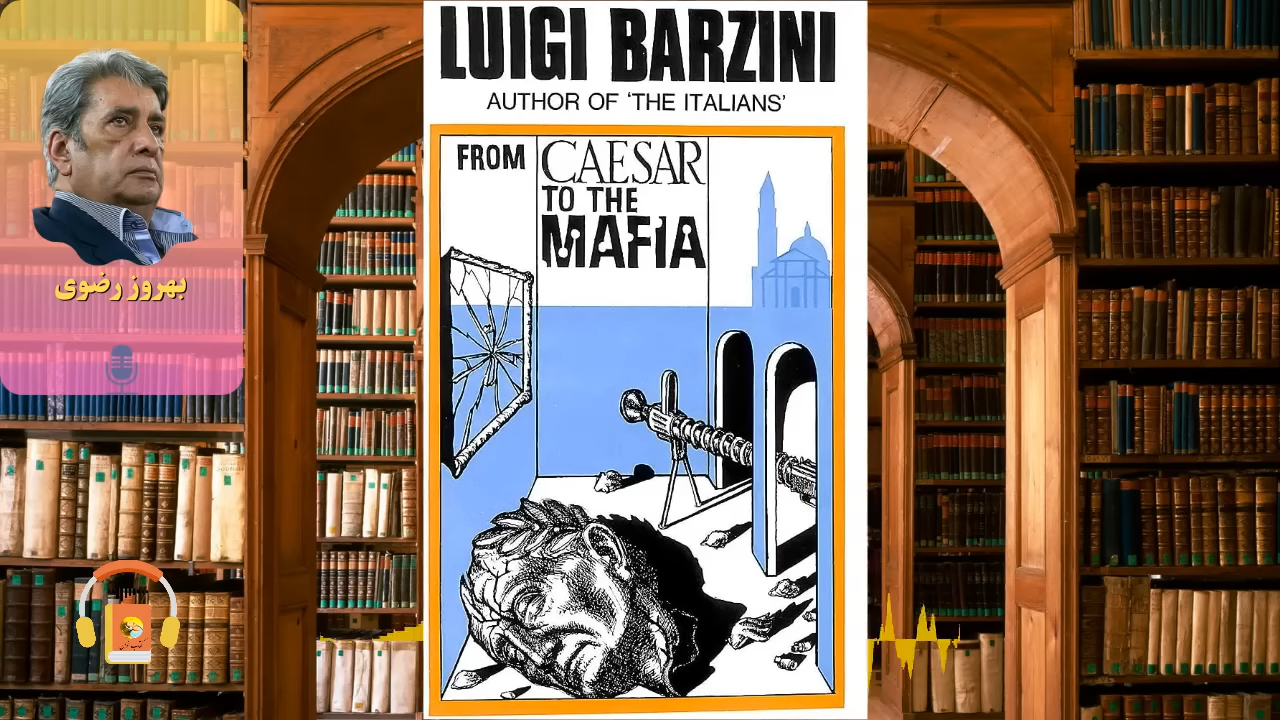 LUIGI BARZINI
AUTHOR OF 'THE ITALIANS'
FROM CAESAR
TO THE
MAFIA
بهروز رضوی